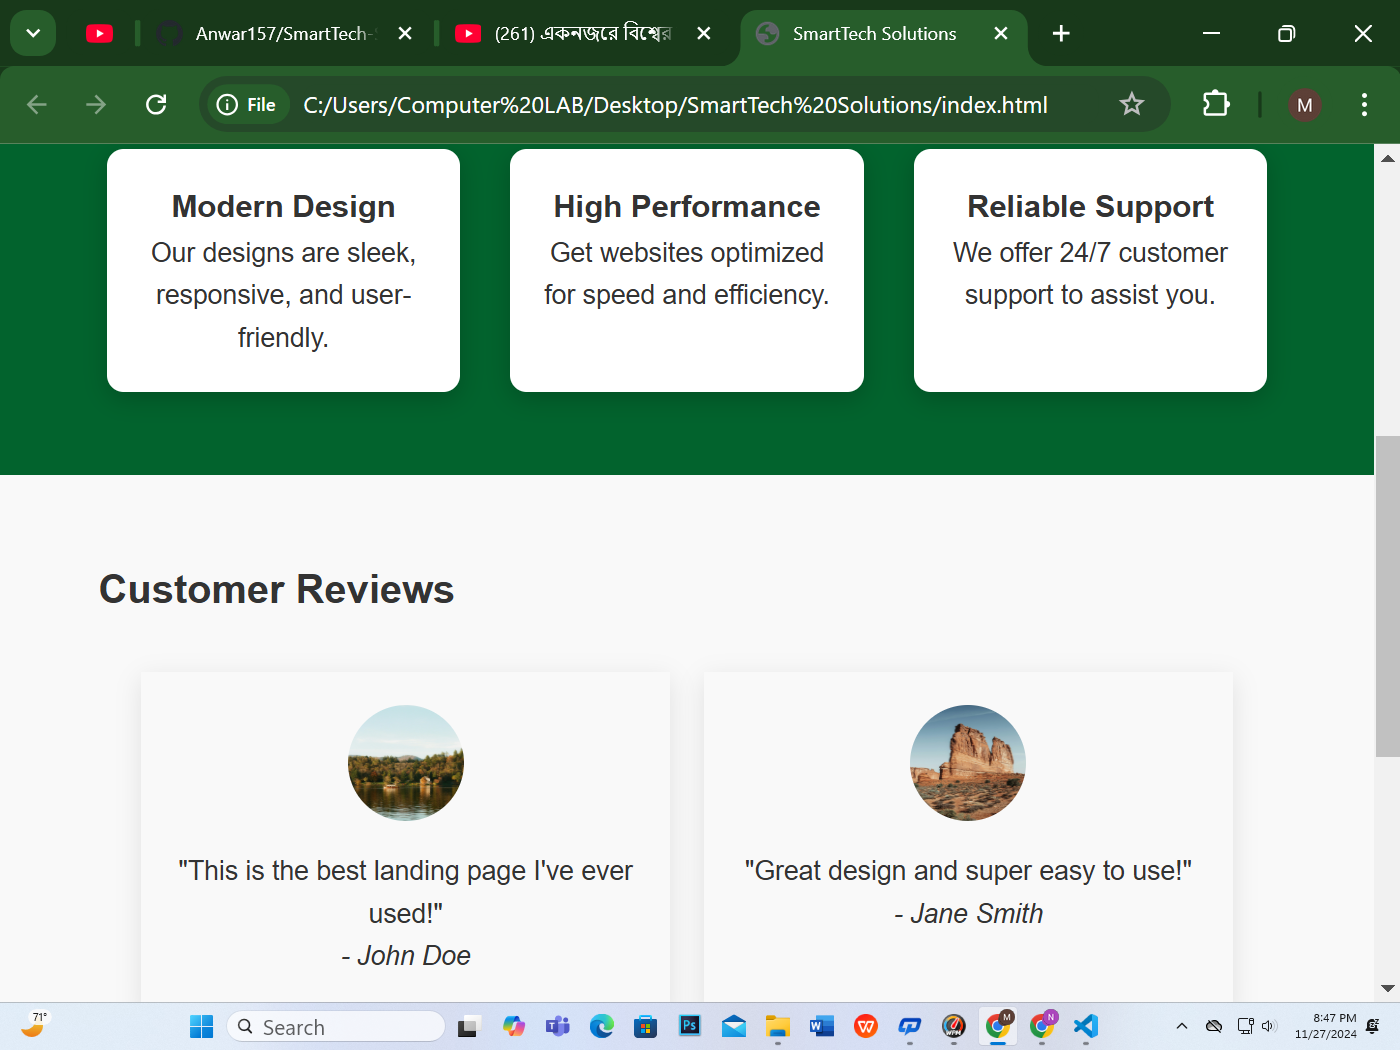 Anwar157/SmartTech-
(261) একনজরে বিশ্বের
SmartTech Solutions
File
C:/Users/Computer%20LAB/Desktop/SmartTech%20Solutions/index.html
M
Modern Design
Our designs are sleek,
responsive, and user-
friendly.
High Performance
Get websites optimized
for speed and efficiency.
Reliable Support
We offer 24/7 customer
support to assist you.
Customer Reviews
"This is the best landing page I've ever
used!"
- John Doe
"Great design and super easy to use!"
- Jane Smith
71°
Search
Ps
W
M
N
8:47 PM
11/27/2024